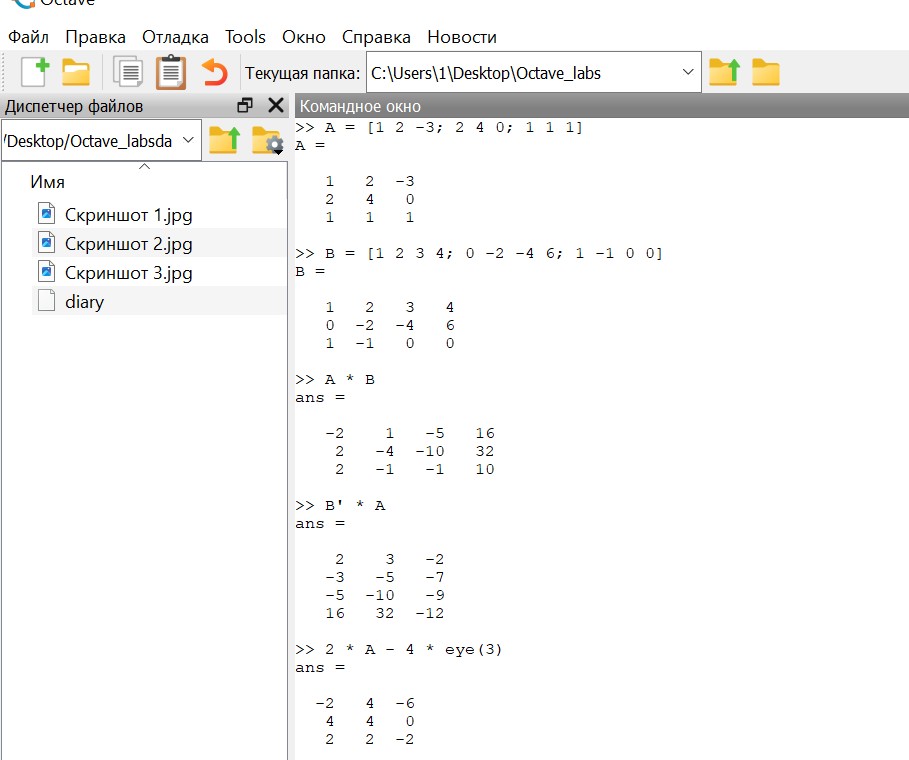 Octave
Файл Правка Отладка Tools Окно Справка Новости
Текущая папка: C:\Users\1\Desktop\Octave_labs
Диспетчер файлов
/Desktop/Octave_labsda
Имя
Скриншот 1.jpg
Скриншот 2.jpg
Скриншот 3.jpg
diary
Командное окно
>> A = [1 2 -3; 2 4 0; 1 1 1]
A =
1 2 -3
2 4 0
1 1 1
>> B = [1 2 3 4; 0 -2 -4 6; 1 -1 0 0]
B =
1 2 3 4
0 -2 -4 6
1 -1 0 0
>> A * B
ans =
-2 1 -5 16
2 -4 -10 32
2 -1 -1 10
>> B' * A
ans =
2 3 -2
-3 -5 -7
-5 -10 -9
16 32 -12
>> 2 * A - 4 * eye(3)
ans =
-2 4 -6
4 4 0
2 2 -2